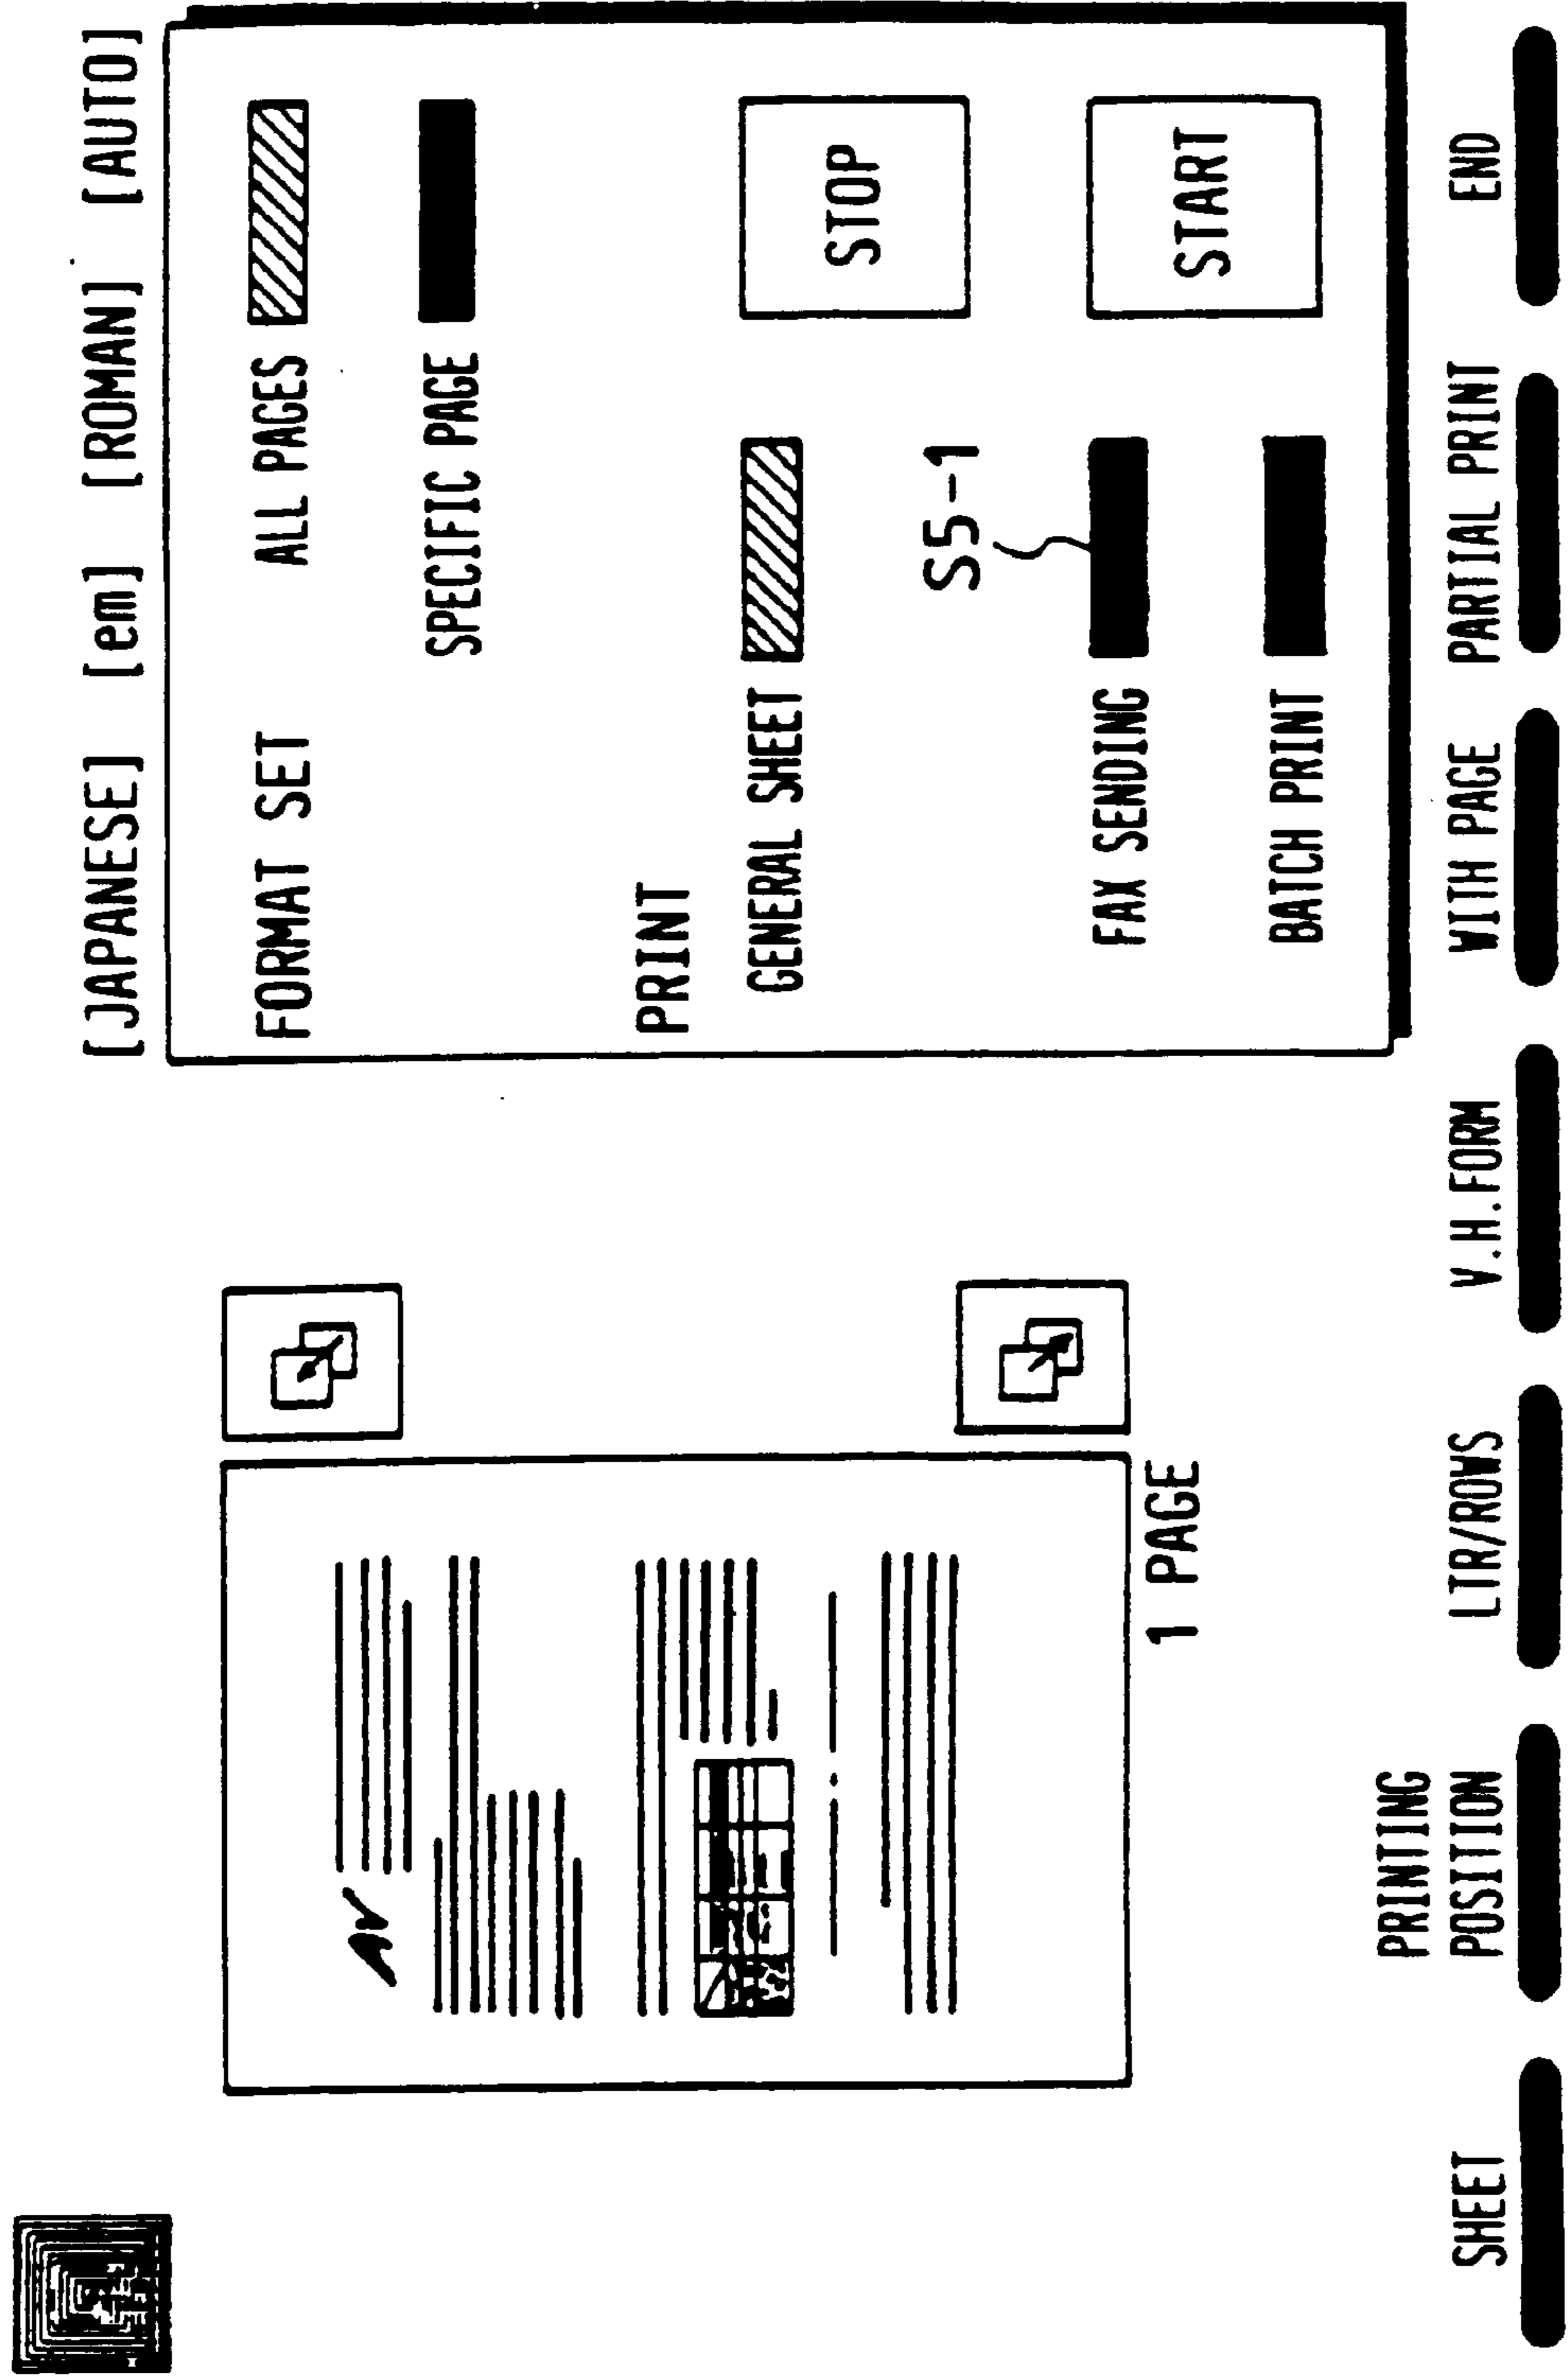 [JAPANESE] [em] [ROMAN] [AUTO]
FORMAT SET ALL PAGES
SPECIFIC PAGE
PRINT
GENERAL SHEET
STOP
S5-1
FAX SENDING
START
BATCH PRINT
1 PAGE
SHEET
PRINTING
POSITION
LTR/ROWS
V.H.FORM
WITH PAGE
PARTIAL PRINT
END